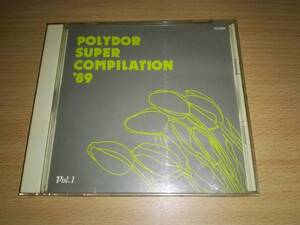 POLYDOR
SUPER
COMPILATION
'89
Vol.1